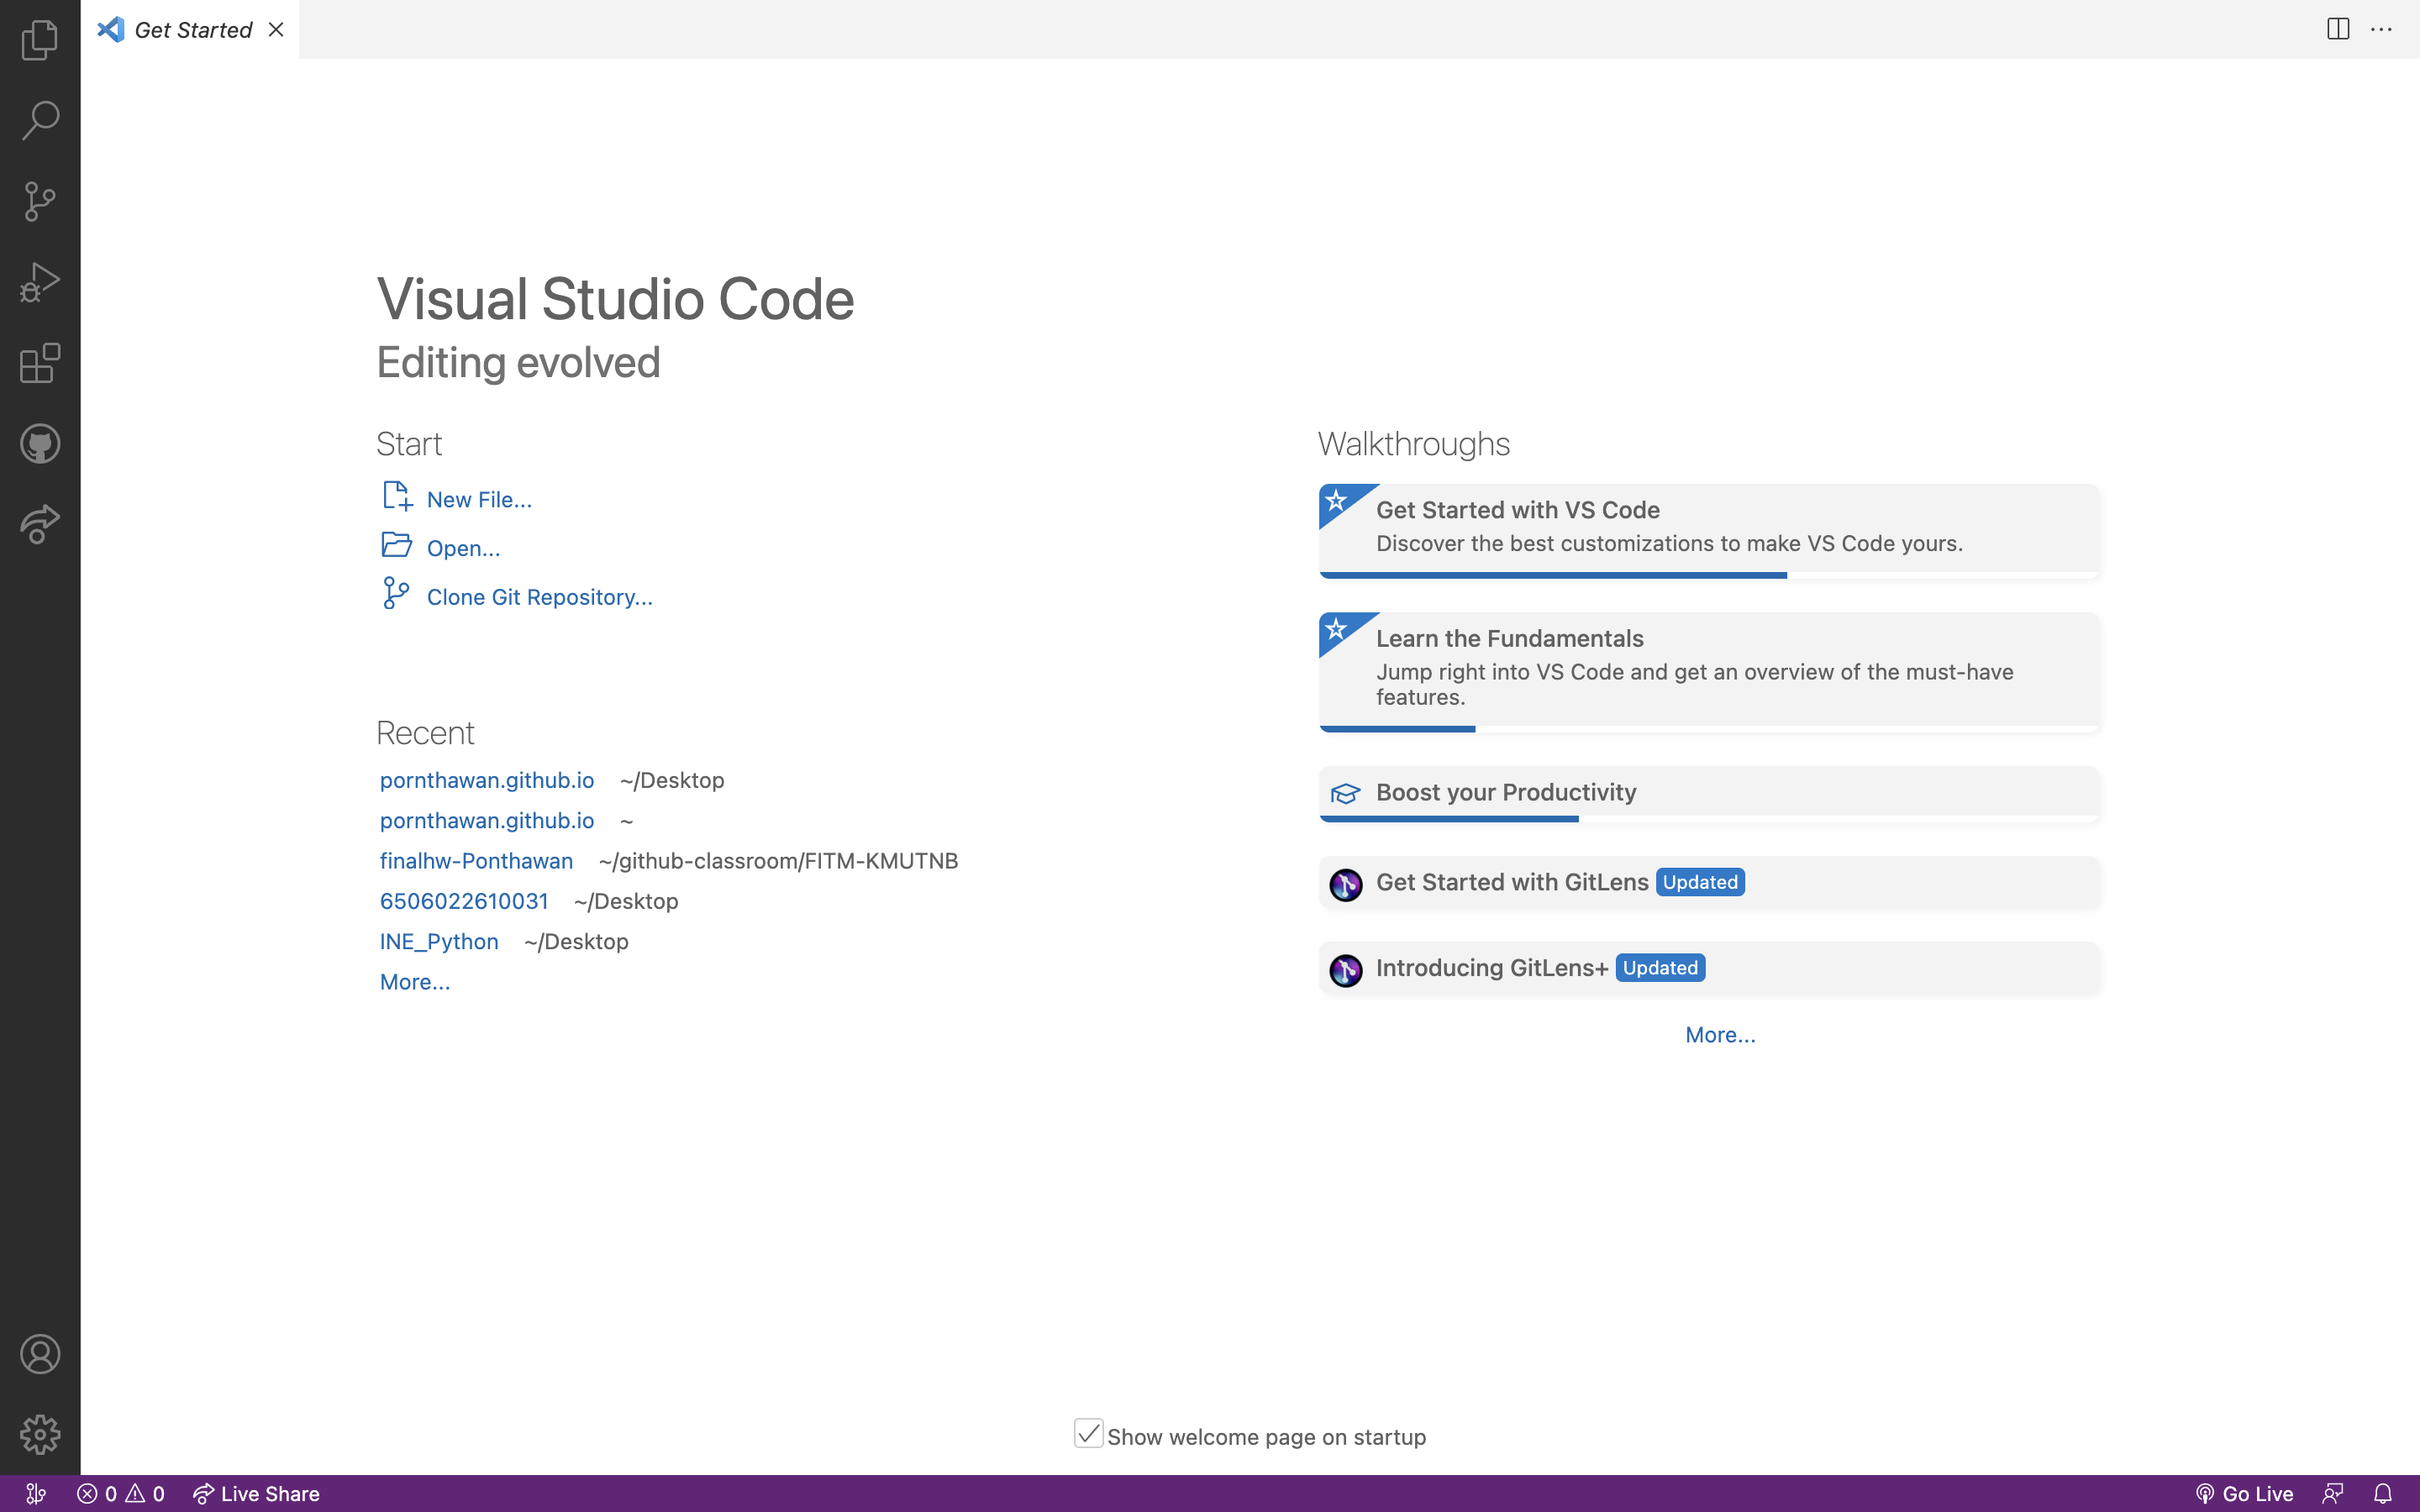 Get Started
Visual Studio Code
Editing evolved
Start
New File...
Open...
Clone Git Repository...
Recent
pornthawan.github.io ~/Desktop
pornthawan.github.io ~
finalhw-Ponthawan ~/github-classroom/FITM-KMUTNB
6506022610031 ~/Desktop
INE_Python ~/Desktop
More...
Walkthroughs
Get Started with VS Code
Discover the best customizations to make VS Code yours.
Learn the Fundamentals
Jump right into VS Code and get an overview of the must-have
features.
Boost your Productivity
Get Started with GitLens Updated
Introducing GitLens+ Updated
More...
Show welcome page on startup
0 0 Live Share
Go Live